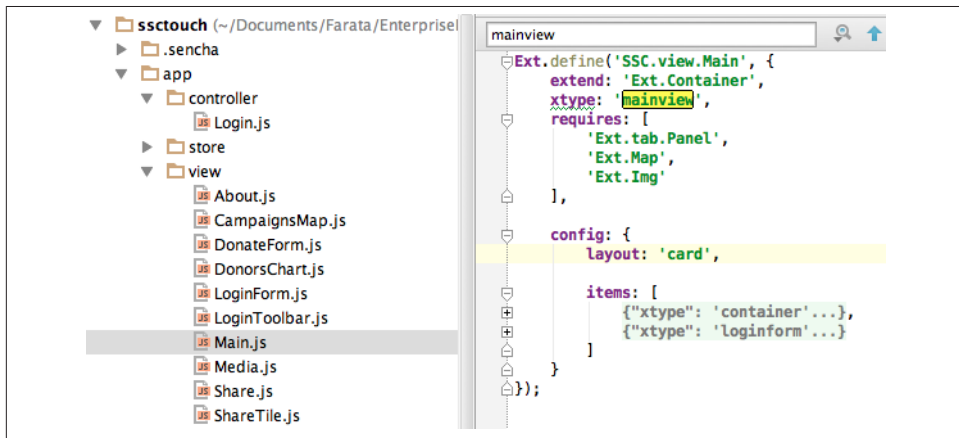 ssctouch (~/Documents/Farata/Enterprisel
.sencha
app
controller
Login.js
store
view
About.js
CampaignsMap.js
DonateForm.js
DonorsChart.js
LoginForm.js
LoginToolbar.js
Main.js
Media.js
Share.js
ShareTile.js
mainview
Ext.define('SSC.view.Main', {
extend: 'Ext.Container',
xtype: 'mainview',
requires: [
'Ext.tab.Panel',
'Ext.Map',
'Ext.Img'
],
config: {
layout: 'card',
items: [
{"xtype": 'container'...},
{"xtype": 'loginform'...}
]
}
});